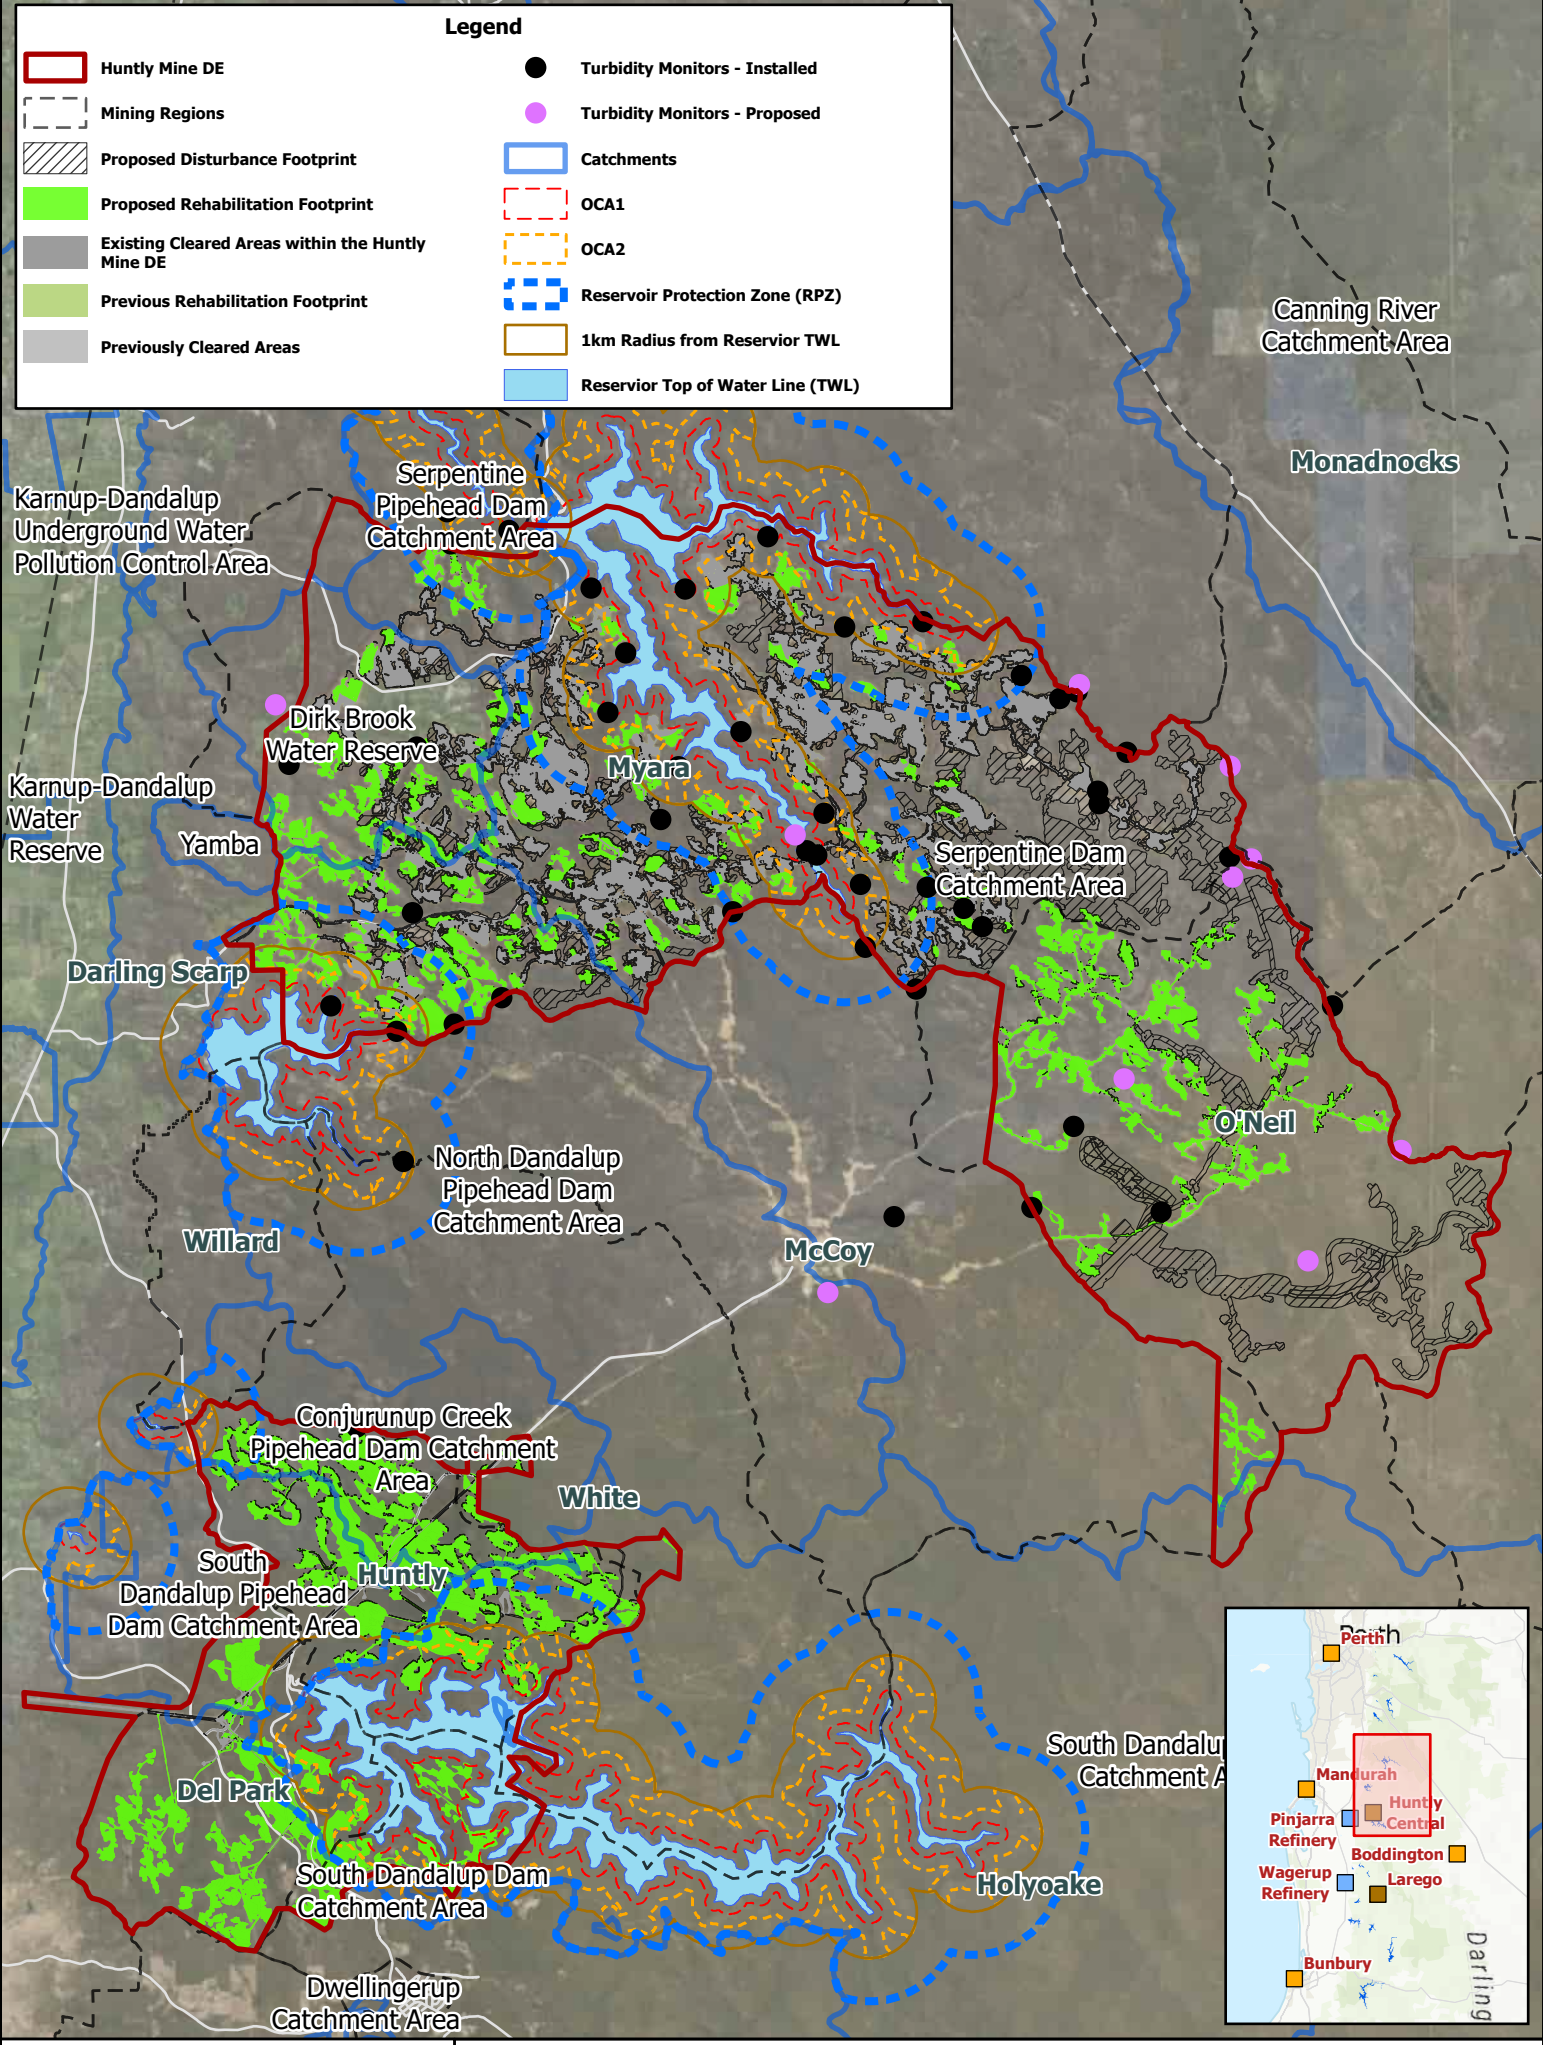 Legend
Huntly Mine DE
Mining Regions
Proposed Disturbance Footprint
Proposed Rehabilitation Footprint
Existing Cleared Areas within the Huntly
Mine DE
Previous Rehabilitation Footprint
Previously Cleared Areas
Turbidity Monitors - Installed
Turbidity Monitors - Proposed
Catchments
OCA1
OCA2
Reservoir Protection Zone (RPZ)
1km Radius from Reservior TWL
Reservior Top of Water Line (TWL)
Canning River
Catchment Area
Monadnocks
Serpentine
Pipehead Dam
Catchment Area
Karnup-Dandalup
Underground Water
Pollution Control Area
Dirk Brook
Water Reserve
Myara
Karnup-Dandalup
Water
Reserve
Yamba
Serpentine Dam
Catchment Area
Darling Scarp
O'Neil
North Dandalup
Pipehead Dam
Catchment Area
Willard
McCoy
Conjurunup Creek
Pipehead Dam Catchment
Area
White
South
Dandalup Pipehead
Dam Catchment Area
Huntly
South Dandalu
Catchment A
Del Park
South Dandalup Dam
Catchment Area
Holyoake
Dwellingerup
Catchment Area
Perth
Perth
Mandurah
Huntly
Central
Pinjarra
Refinery
Boddington
Wagerup
Refinery
Larego
Bunbury
Darling